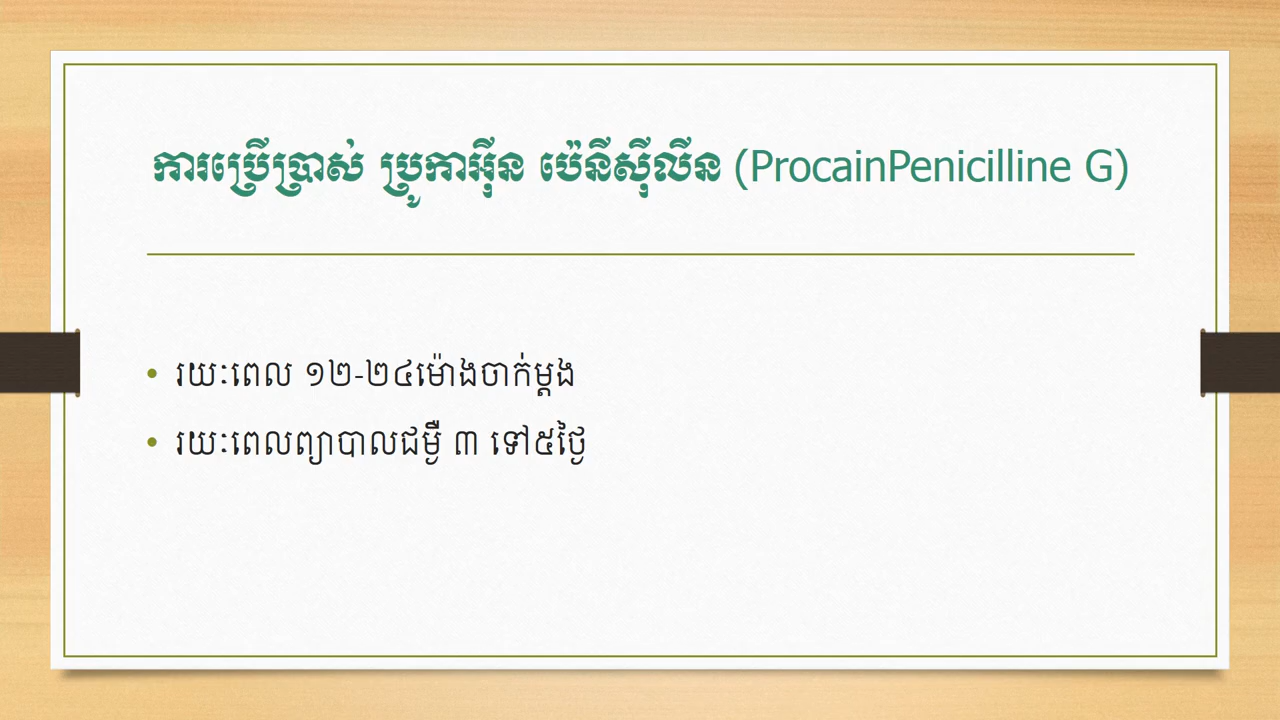 ការប្រើប្រាស់ ប្រូកាអ៊ីន ប៉េនីស៊ីលីន (ProcainPenicilline G)
• រយៈពេល ១២-២៤ម៉ោងចាក់ម្តង
• រយៈពេលព្យាបាលជម្ងឺ ៣ ទៅ៥ថ្ងៃ